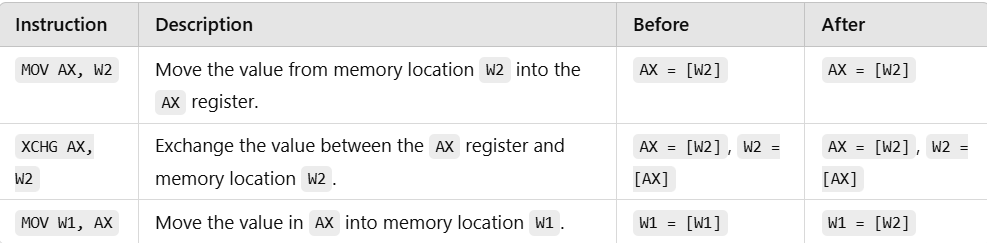 Instruction Description Before After
MOV AX, W2 Move the value from memory location W2 into the AX = [W2] AX = [W2]
AX register.
XCHG AX, Exchange the value between the AX register and AX = [W2] , W2 = AX = [W2] , W2 =
W2 memory location W2 . [AX] [AX]
MOV W1, AX Move the value in AX into memory location W1 . W1 = [W1] W1 = [W2]